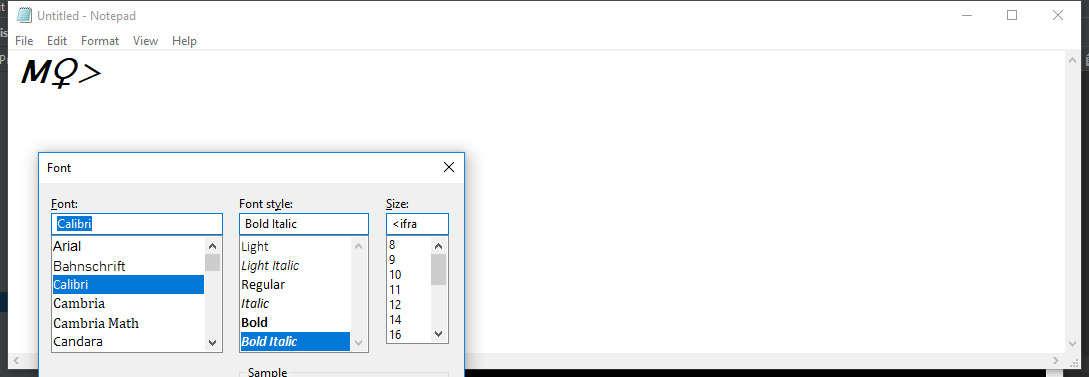 Untitled - Notepad
File Edit Format View Help
M♀>
Font
Font: Font style: Size:
Calibri Bold Italic <ifra
Arial Light 8
Bahnschrift Light Italic 9
Calibri Regular 10
Cambria Italic 11
Cambria Math Bold 12
Candara Bold Italic 14
16
Sample